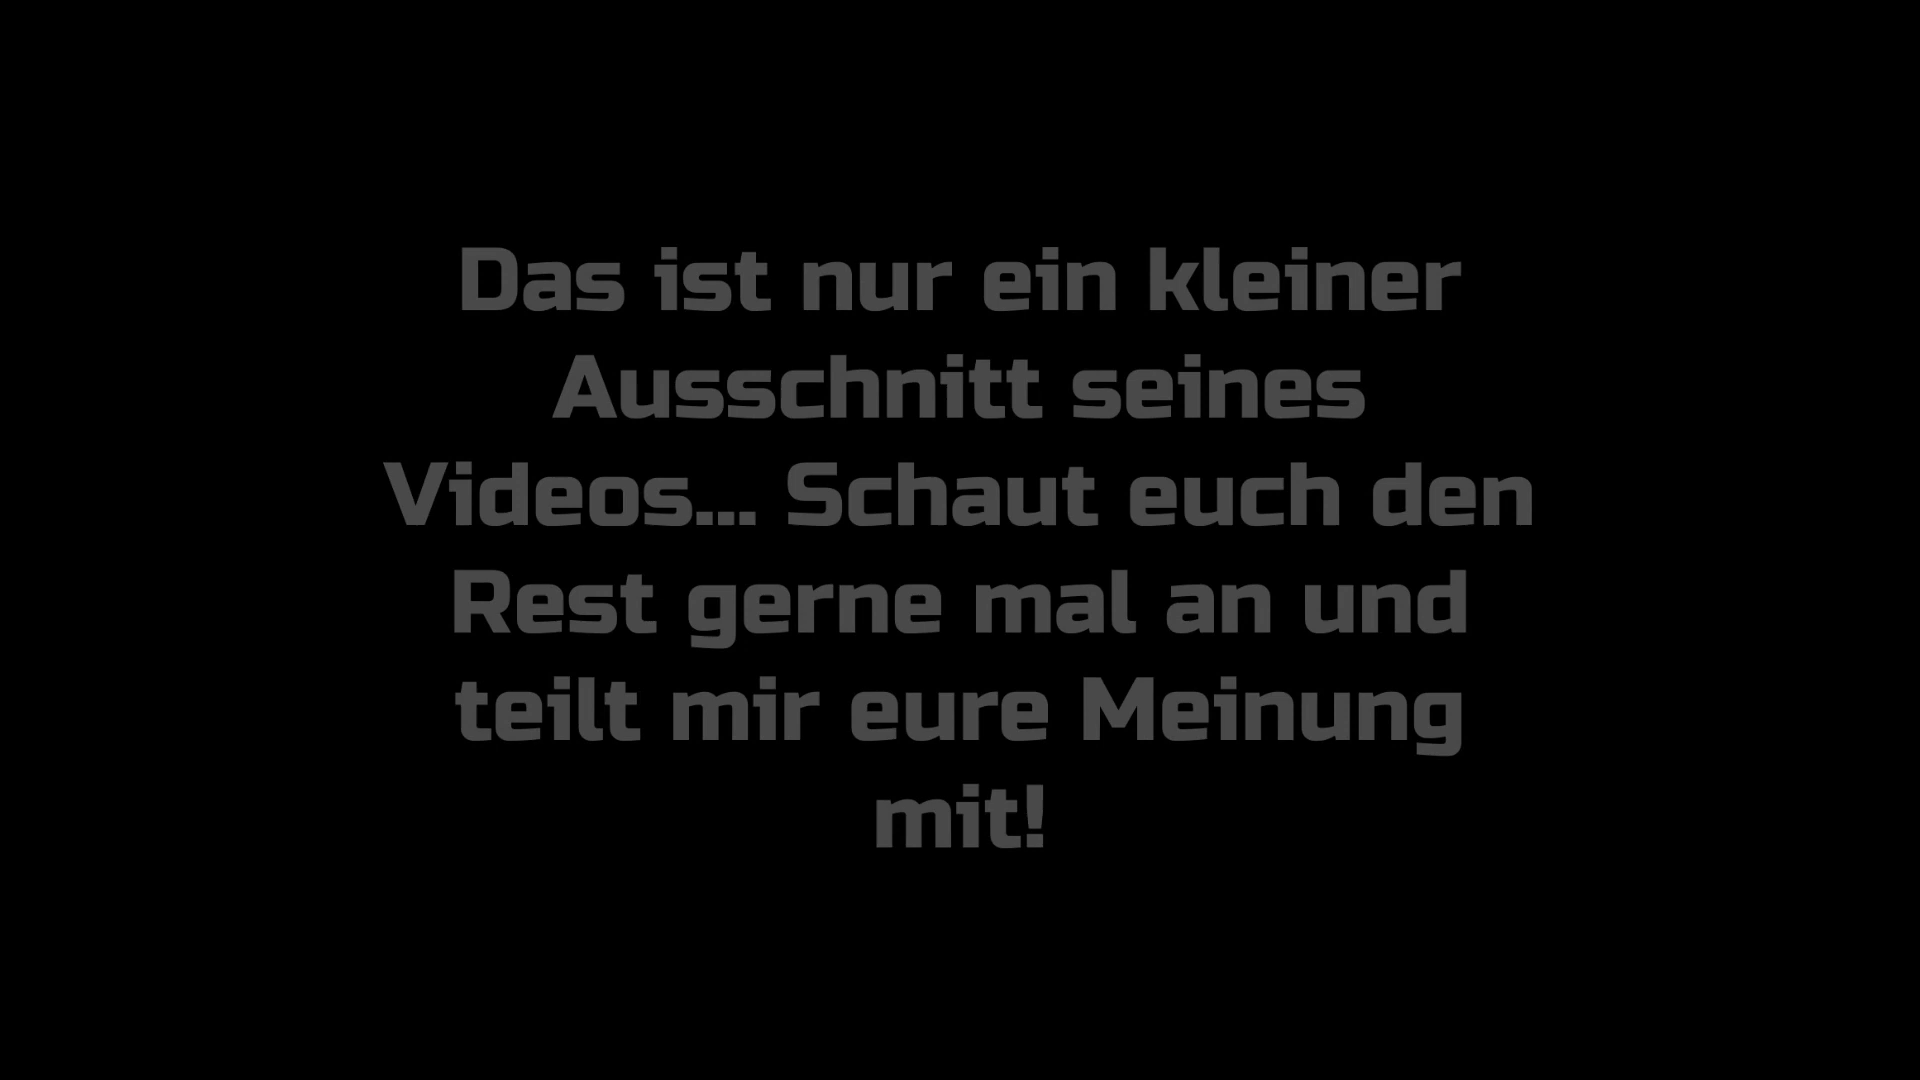 Das ist nur ein kleiner
Ausschnitt seines
Videos... Schaut euch den
Rest gerne mal an und
teilt mir eure Meinung
mit!